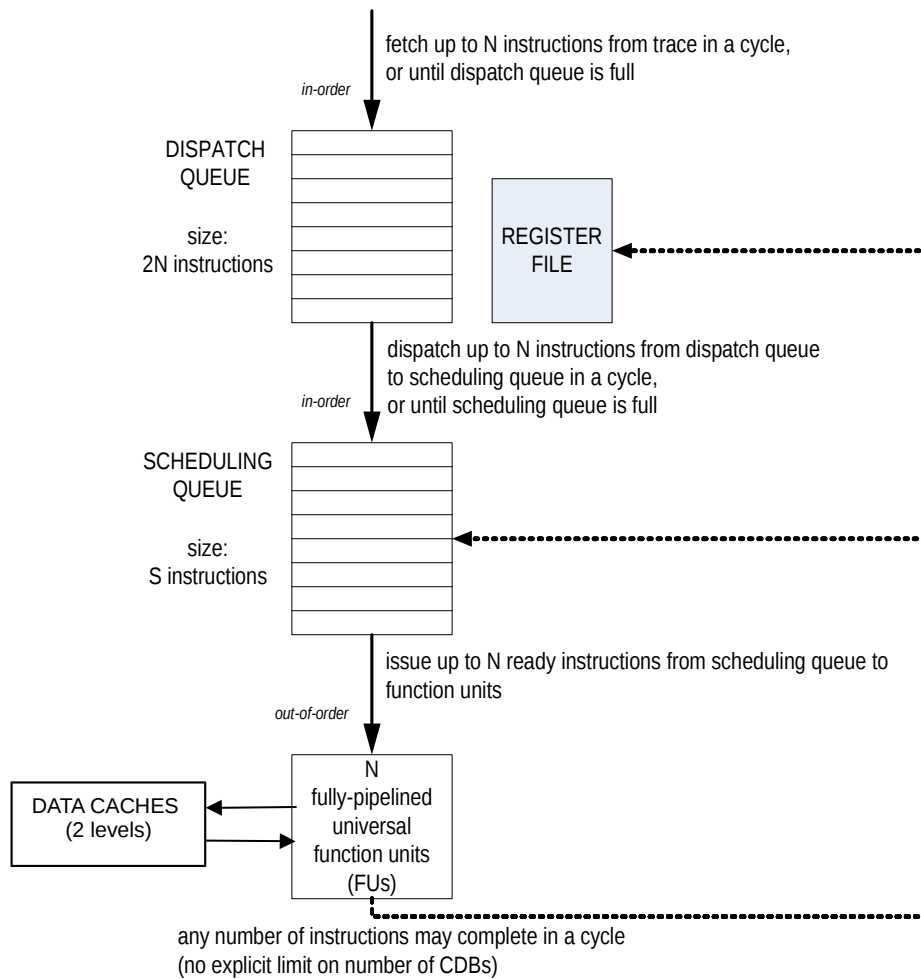 fetch up to N instructions from trace in a cycle,
or until dispatch queue is full
in-order
DISPATCH
QUEUE
size:
2N instructions
REGISTER
FILE
dispatch up to N instructions from dispatch queue
to scheduling queue in a cycle,
or until scheduling queue is full
in-order
SCHEDULING
QUEUE
size:
S instructions
issue up to N ready instructions from scheduling queue to
function units
out-of-order
N
fully-pipelined
universal
function units
(FUs)
DATA CACHES
(2 levels)
any number of instructions may complete in a cycle
(no explicit limit on number of CDBs)